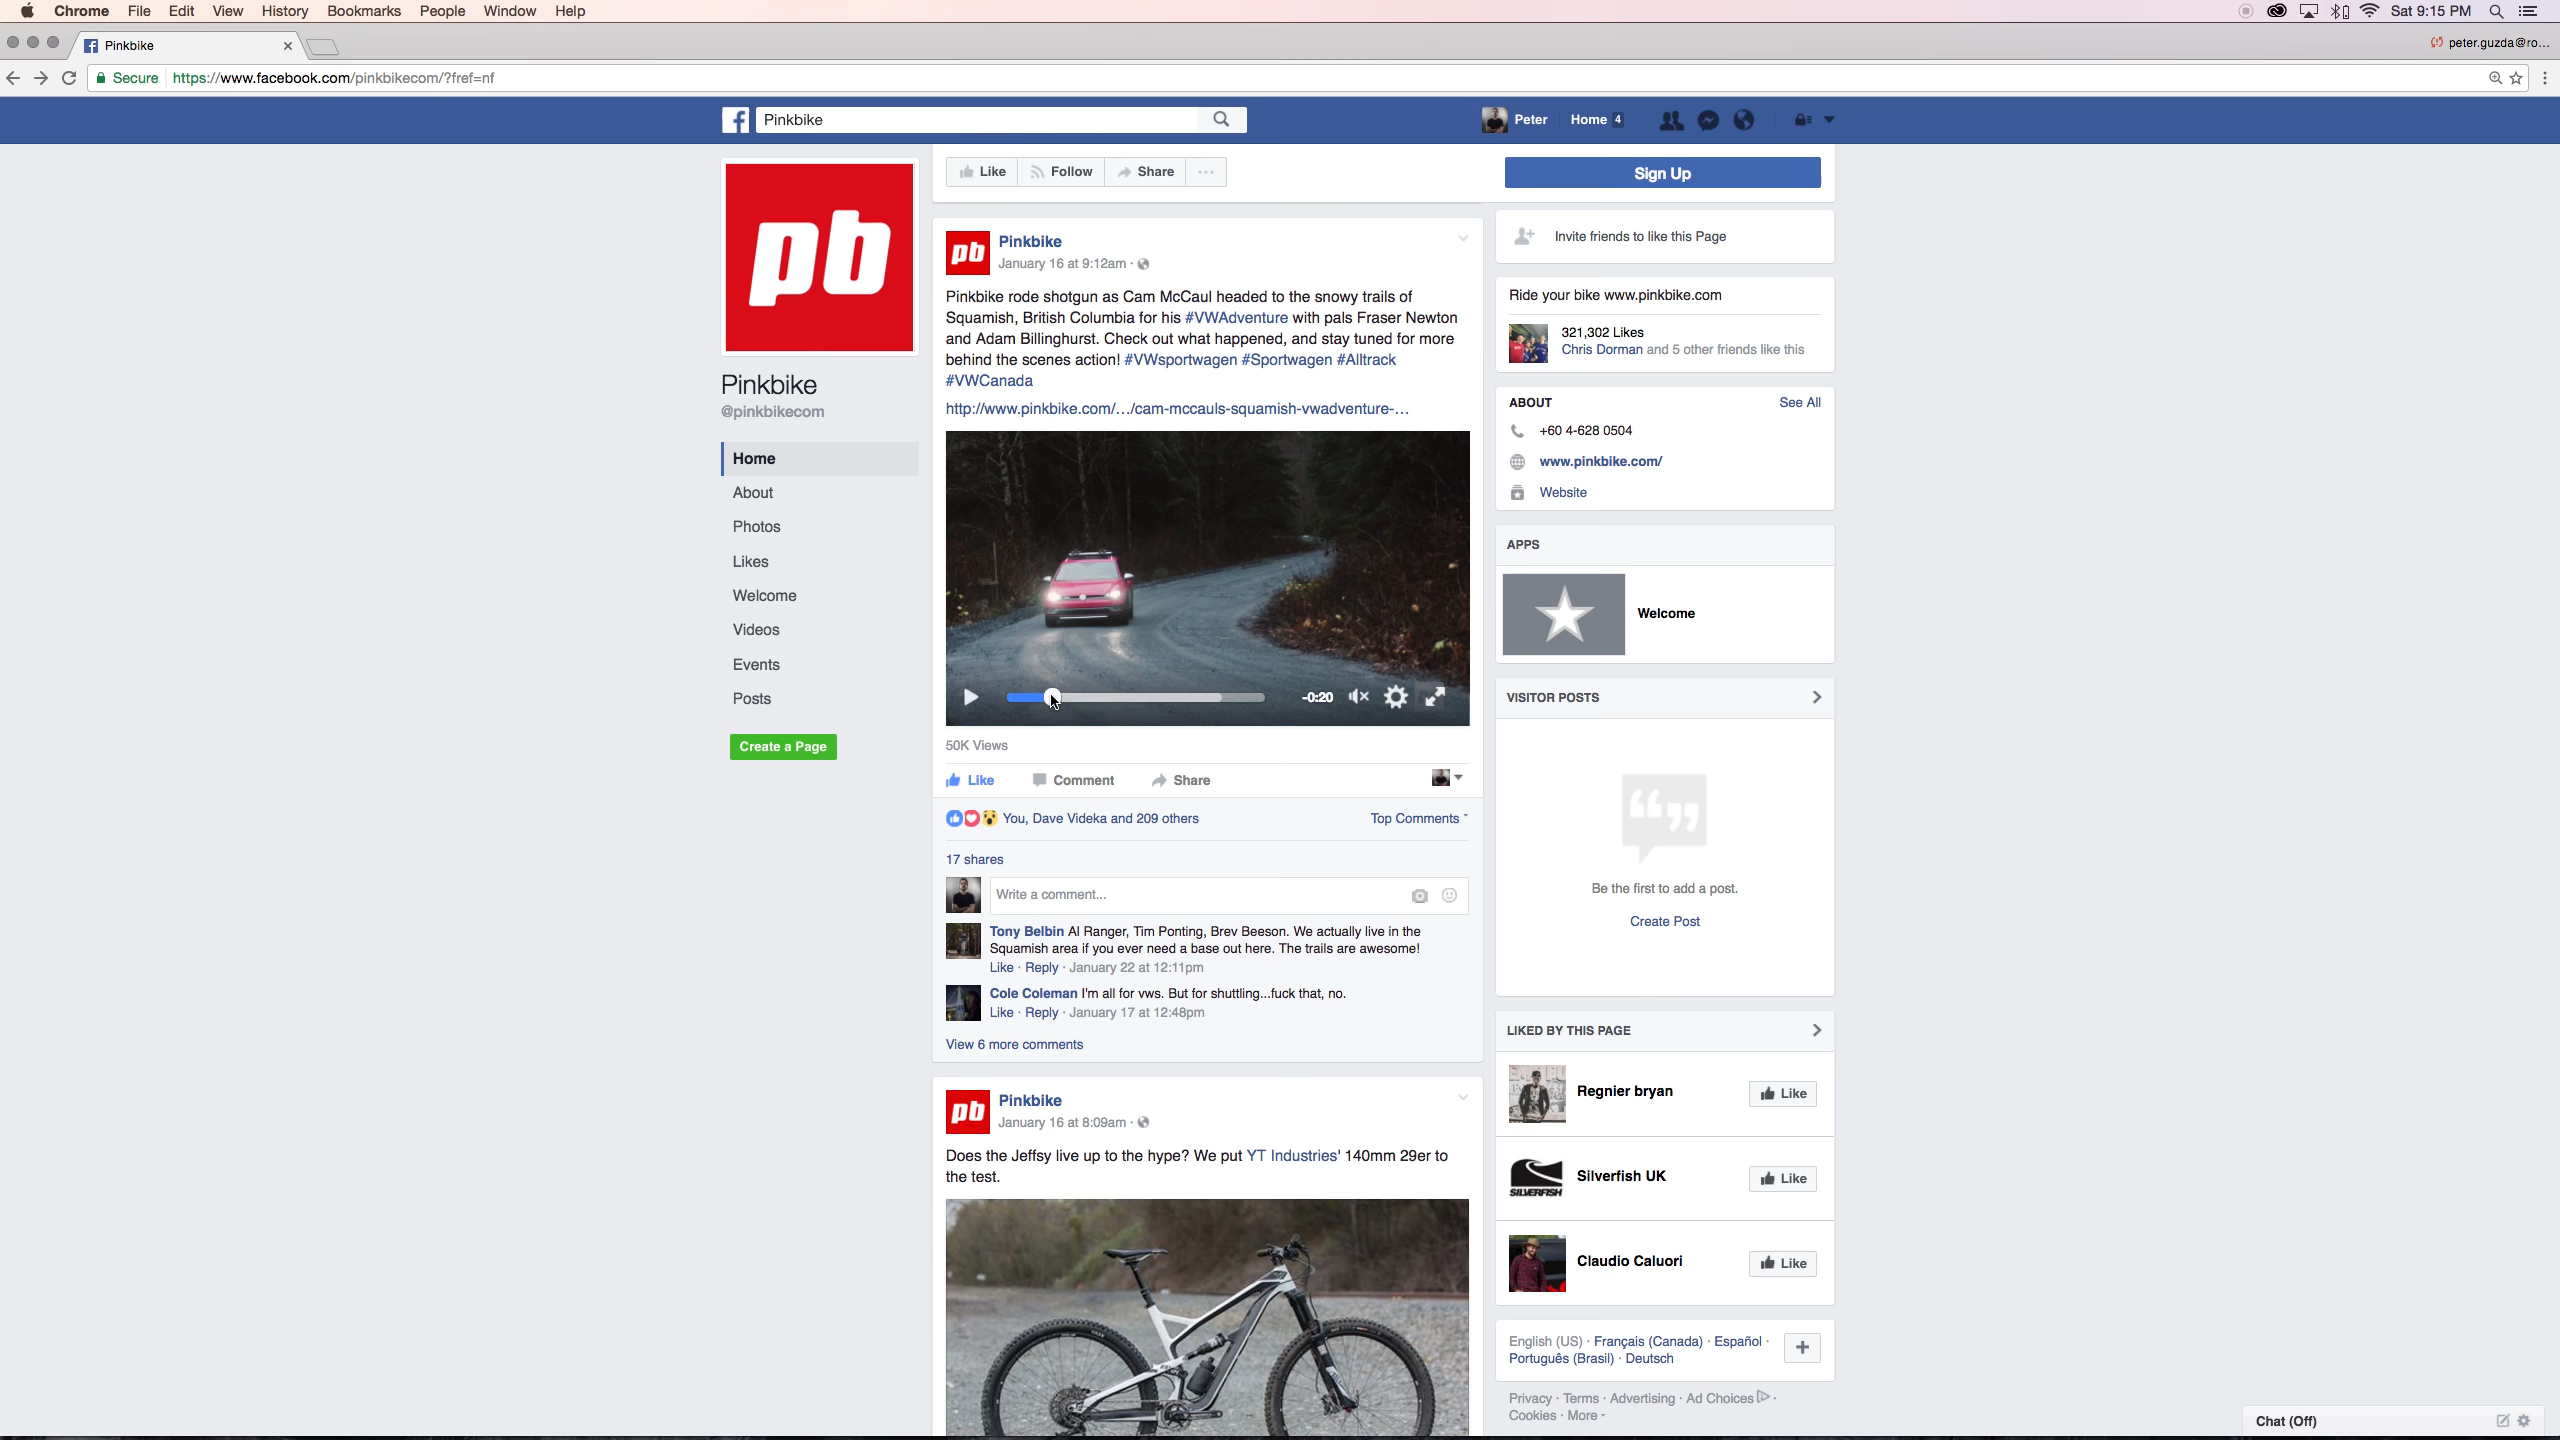 Chrome File Edit View History Bookmarks People Window Help
Sat 9:15 PM
Pinkbike
peter.guzda@ro...
Secure https://www.facebook.com/pinkbikecom/?fref=nf
Pinkbike
Peter Home 4
Like Follow Share
Sign Up
pb
Pinkbike
@pinkbikecom
Home
About
Photos
Likes
Welcome
Videos
Events
Posts
Create a Page
pb
Pinkbike
January 16 at 9:12am ·
Pinkbike rode shotgun as Cam McCaul headed to the snowy trails of
Squamish, British Columbia for his #VWAdventure with pals Fraser Newton
and Adam Billinghurst. Check out what happened, and stay tuned for more
behind the scenes action! #VWsportwagen #Sportwagen #Alltrack
#VWCanada
http://www.pinkbike.com/.../cam-mccauls-squamish-vwadventure-...
-0:20
50K Views
Like Comment Share
You, Dave Videka and 209 others
Top Comments
17 shares
Write a comment...
Tony Belbin Al Ranger, Tim Ponting, Brev Beeson. We actually live in the
Squamish area if you ever need a base out here. The trails are awesome!
Like · Reply · January 22 at 12:11pm
Cole Coleman I'm all for vws. But for shuttling...fuck that, no.
Like · Reply · January 17 at 12:48pm
View 6 more comments
pb
Pinkbike
January 16 at 8:09am ·
Does the Jeffsy live up to the hype? We put YT Industries' 140mm 29er to
the test.
Invite friends to like this Page
Ride your bike www.pinkbike.com
321,302 Likes
Chris Dorman and 5 other friends like this
ABOUT
See All
+60 4-628 0504
www.pinkbike.com/
Website
APPS
Welcome
VISITOR POSTS
Be the first to add a post.
Create Post
LIKED BY THIS PAGE
Regnier bryan
Like
SILVERFISH
Silverfish UK
Like
Claudio Caluori
Like
English (US) · Français (Canada) · Español ·
Português (Brasil) · Deutsch
Privacy · Terms · Advertising · Ad Choices ·
Cookies · More
Chat (Off)